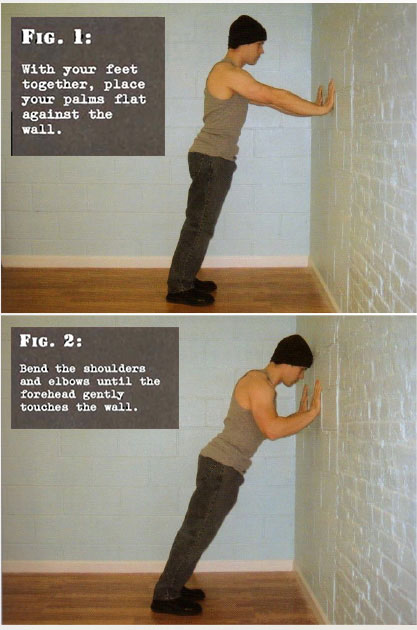 FIG. 1:
With your feet
together, place
your palms flat
against the
wall.
FIG. 2:
Bend the shoulders
and elbows until the
forehead gently
touches the wall.